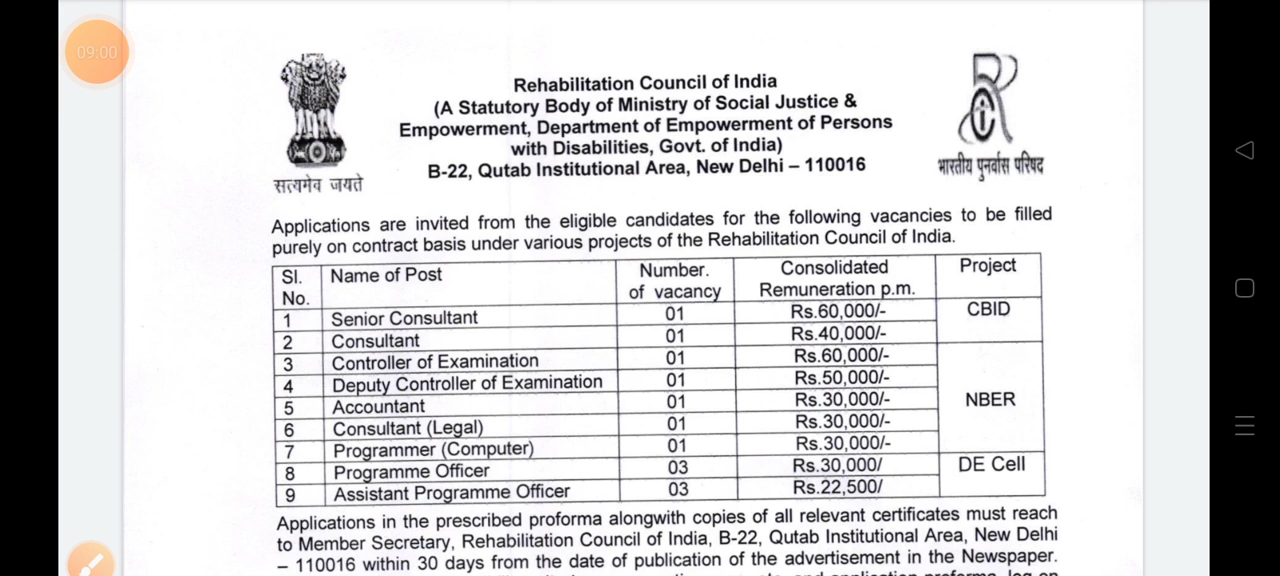 09:00
Rehabilitation Council of India
(A Statutory Body of Ministry of Social Justice &
Empowerment, Department of Empowerment of Persons
with Disabilities, Govt. of India)
B-22, Qutab Institutional Area, New Delhi – 110016
सत्यमेव जयते
भारतीय पुनर्वास परिषद
Applications are invited from the eligible candidates for the following vacancies to be filled
purely on contract basis under various projects of the Rehabilitation Council of India.
Sl. No. Name of Post Number. of vacancy Consolidated Remuneration p.m. Project
1 Senior Consultant 01 Rs.60,000/- CBID
2 Consultant 01 Rs.40,000/-
3 Controller of Examination 01 Rs.60,000/-
4 Deputy Controller of Examination 01 Rs.50,000/-
5 Accountant 01 Rs.30,000/- NBER
6 Consultant (Legal) 01 Rs.30,000/-
7 Programmer (Computer) 01 Rs.30,000/-
8 Programme Officer 03 Rs.30,000/ DE Cell
9 Assistant Programme Officer 03 Rs.22,500/
Applications in the prescribed proforma alongwith copies of all relevant certificates must reach
to Member Secretary, Rehabilitation Council of India, B-22, Qutab Institutional Area, New Delhi
– 110016 within 30 days from the date of publication of the advertisement in the Newspaper.